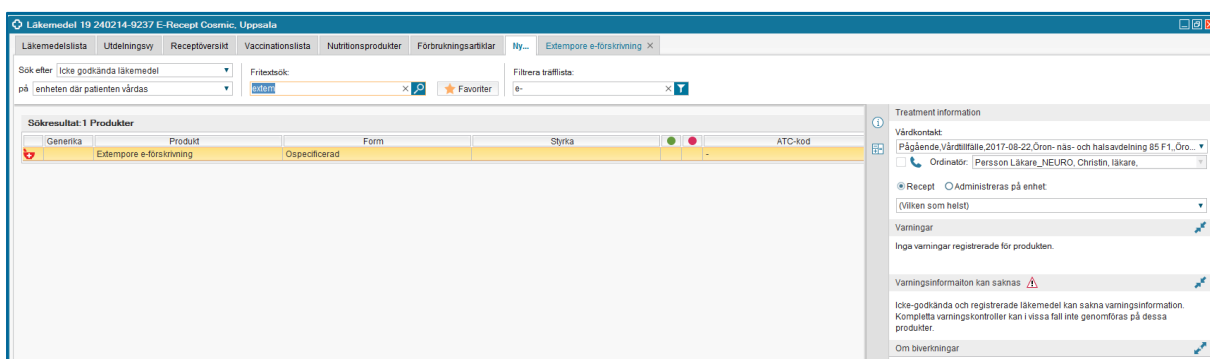 Läkemedel 19 240214-9237 E-Recept Cosmic, Uppsala
Läkemedelslista Utdelningsvy Receptöversikt Vaccinationslista Nutritionsprodukter Förbrukningsartiklar Ny... Extempore e-förskrivning
Sök efter Icke godkända läkemedel Fritextsök: Filtrera träfflista:
på enheten där patienten vårdas extem Favoriter e-
Sökresultat:1 Produkter
Generika Produkt Form Styrka ATC-kod
Extempore e-förskrivning Ospecificerad -
Treatment information
Vårdkontakt:
Pågående,Vårdtillfälle,2017-08-22,Öron- näs- och halsavdelning 85 F1,,Öro...
Ordinatör: Persson Läkare_NEURO, Christin, läkare,
Recept Administreras på enhet:
(Vilken som helst)
Varningar
Inga varningar registrerade för produkten.
Varningsinformaiton kan saknas
Icke-godkända och registrerade läkemedel kan sakna varningsinformation.
Kompletta varningskontroller kan i vissa fall inte genomföras på dessa
produkter.
Om biverkningar